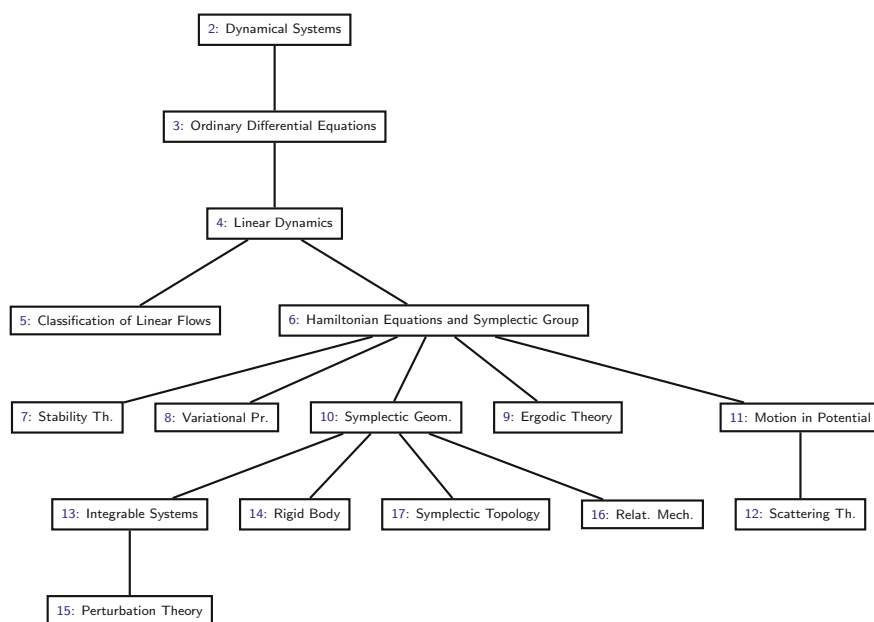 2: Dynamical Systems
3: Ordinary Differential Equations
4: Linear Dynamics
5: Classification of Linear Flows
6: Hamiltonian Equations and Symplectic Group
7: Stability Th.
8: Variational Pr.
10: Symplectic Geom.
9: Ergodic Theory
11: Motion in Potential
13: Integrable Systems
14: Rigid Body
17: Symplectic Topology
16: Relat. Mech.
12: Scattering Th.
15: Perturbation Theory